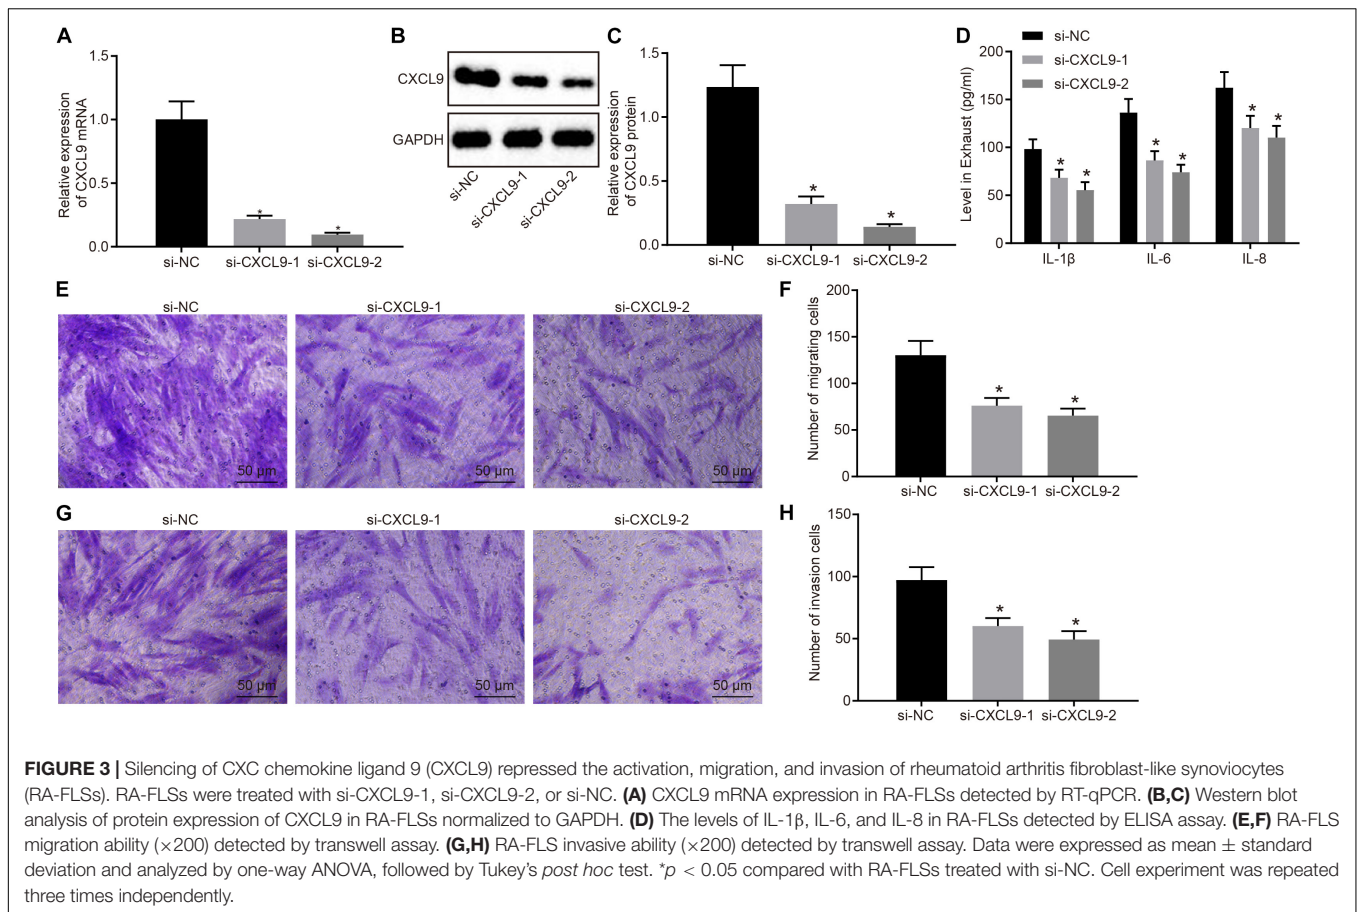 A
1.5
1.0
0.5
0.0
Relative expression
of CXCL9 mRNA
*
*
si-NC
si-CXCL9-1
si-CXCL9-2
B
CXCL9
GAPDH
si-NC
si-CXCL9-1
si-CXCL9-2
C
1.5
1.0
0.5
0.0
Relative expression
of CXCL9 protein
*
*
si-NC
si-CXCL9-1
si-CXCL9-2
D
si-NC
si-CXCL9-1
si-CXCL9-2
200
150
100
50
0
Level in Exhaust (pg/ml)
* *
* *
* *
IL-1β
IL-6
IL-8
E
si-NC
si-CXCL9-1
si-CXCL9-2
50 µm
50 µm
50 µm
F
200
150
100
50
0
Number of migrating cells
*
*
si-NC
si-CXCL9-1
si-CXCL9-2
G
si-NC
si-CXCL9-1
si-CXCL9-2
50 µm
50 µm
50 µm
H
150
100
50
0
Number of invasion cells
*
*
si-NC
si-CXCL9-1
si-CXCL9-2
FIGURE 3 | Silencing of CXC chemokine ligand 9 (CXCL9) repressed the activation, migration, and invasion of rheumatoid arthritis fibroblast-like synoviocytes
(RA-FLSs). RA-FLSs were treated with si-CXCL9-1, si-CXCL9-2, or si-NC. (A) CXCL9 mRNA expression in RA-FLSs detected by RT-qPCR. (B,C) Western blot
analysis of protein expression of CXCL9 in RA-FLSs normalized to GAPDH. (D) The levels of IL-1β, IL-6, and IL-8 in RA-FLSs detected by ELISA assay. (E,F) RA-FLS
migration ability (×200) detected by transwell assay. (G,H) RA-FLS invasive ability (×200) detected by transwell assay. Data were expressed as mean ± standard
deviation and analyzed by one-way ANOVA, followed by Tukey's post hoc test. *p < 0.05 compared with RA-FLSs treated with si-NC. Cell experiment was repeated
three times independently.